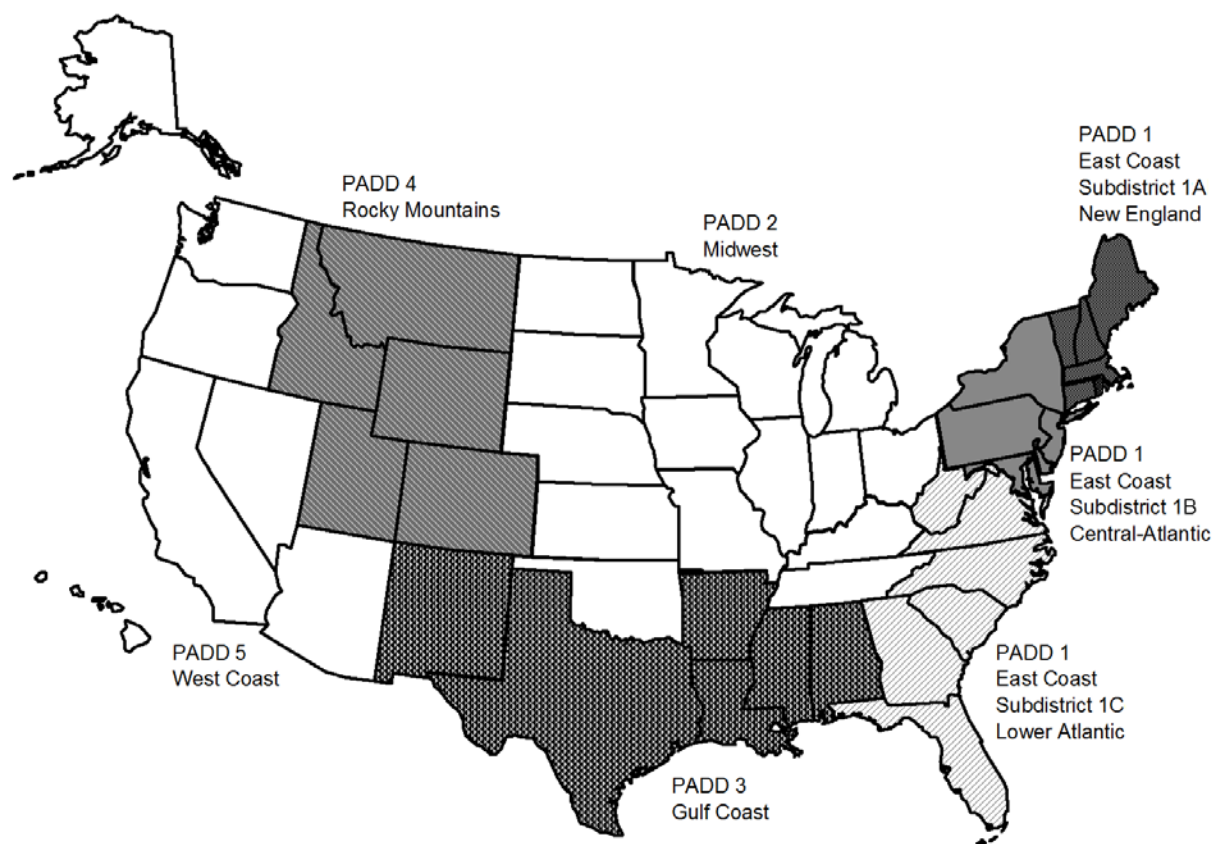 PADD 1
East Coast
Subdistrict 1A
New England
PADD 4
Rocky Mountains
PADD 2
Midwest
PADD 1
East Coast
Subdistrict 1B
Central-Atlantic
PADD 5
West Coast
PADD 1
East Coast
Subdistrict 1C
Lower Atlantic
PADD 3
Gulf Coast